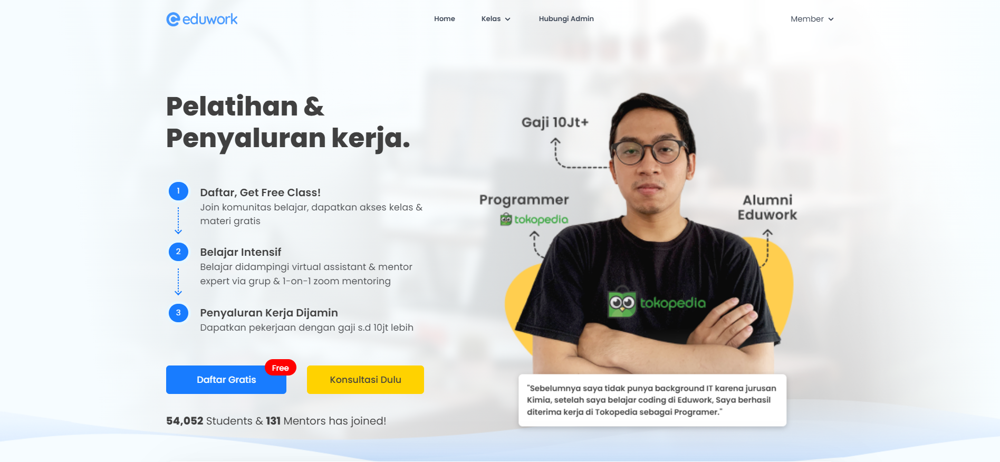 eduwork
Home
Kelas
Hubungi Admin
Member
Pelatihan &
Penyaluran kerja.
1
Daftar, Get Free Class!
Join komunitas belajar, dapatkan akses kelas &
materi gratis
2
Belajar Intensif
Belajar didampingi virtual assistant & mentor
expert via grup & 1-on-1 zoom mentoring
3
Penyaluran Kerja Dijamin
Dapatkan pekerjaan dengan gaji s.d 10jt lebih
Free
Daftar Gratis
Konsultasi Dulu
54,052 Students & 131 Mentors has joined!
Gaji 10Jt+
Programmer
tokopedia
Alumni
Eduwork
tokopedia
"Sebelumnya saya tidak punya background IT karena jurusan
Kimia, setelah saya belajar coding di Eduwork, Saya berhasil
diterima kerja di Tokopedia sebagai Programer."